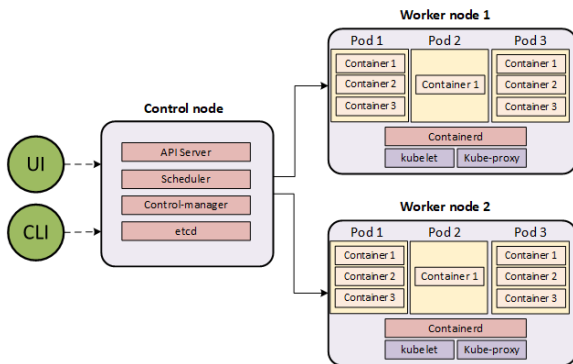 Worker node 1
Pod 1 Pod 2 Pod 3
Container 1
Container 2
Container 3
Container 1
Container 1
Container 2
Container 3
Containerd
kubelet Kube-proxy
Control node
API Server
Scheduler
Control-manager
etcd
UI
CLI
Worker node 2
Pod 1 Pod 2 Pod 3
Container 1
Container 2
Container 3
Container 1
Container 1
Container 2
Container 3
Containerd
kubelet Kube-proxy